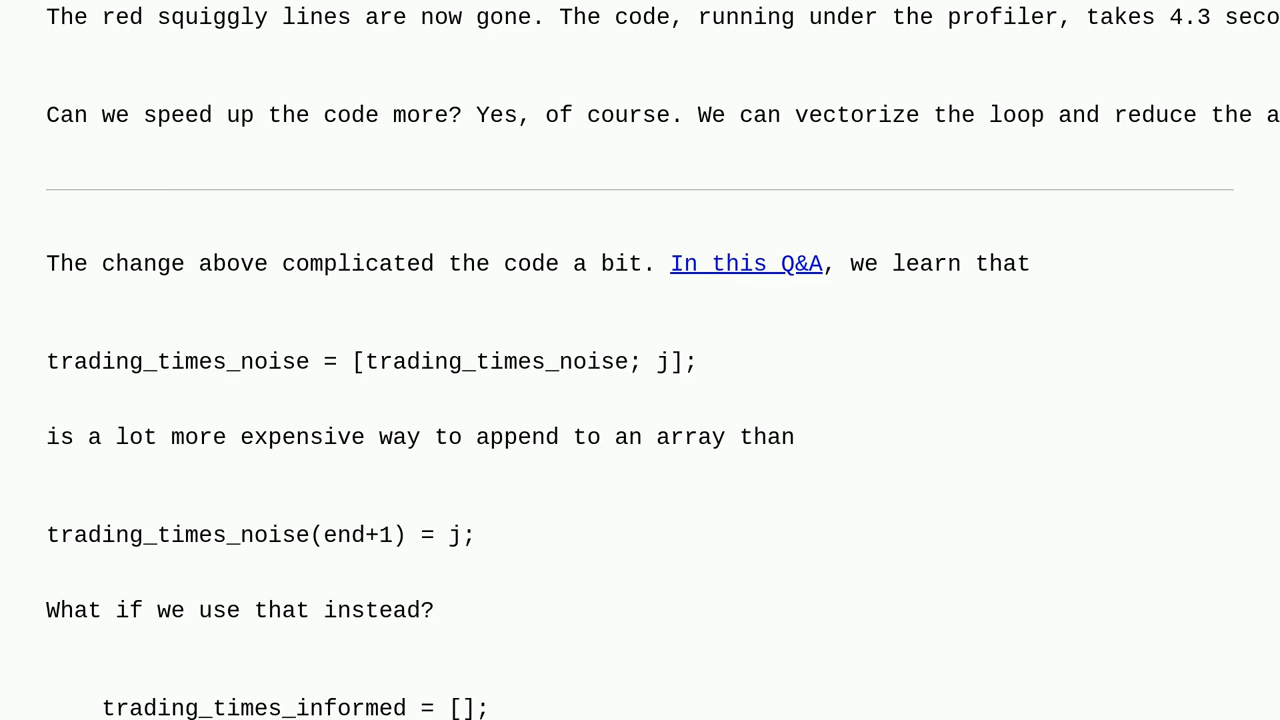 The red squiggly lines are now gone. The code, running under the profiler, takes 4.3
Can we speed up the code more? Yes, of course. We can vectorize the loop and reduce the
The change above complicated the code a bit. In this Q&A, we learn that
trading_times_noise = [trading_times_noise; j];
is a lot more expensive way to append to an array than
trading_times_noise(end+1) = j;
What if we use that instead?
trading_times_informed = [];